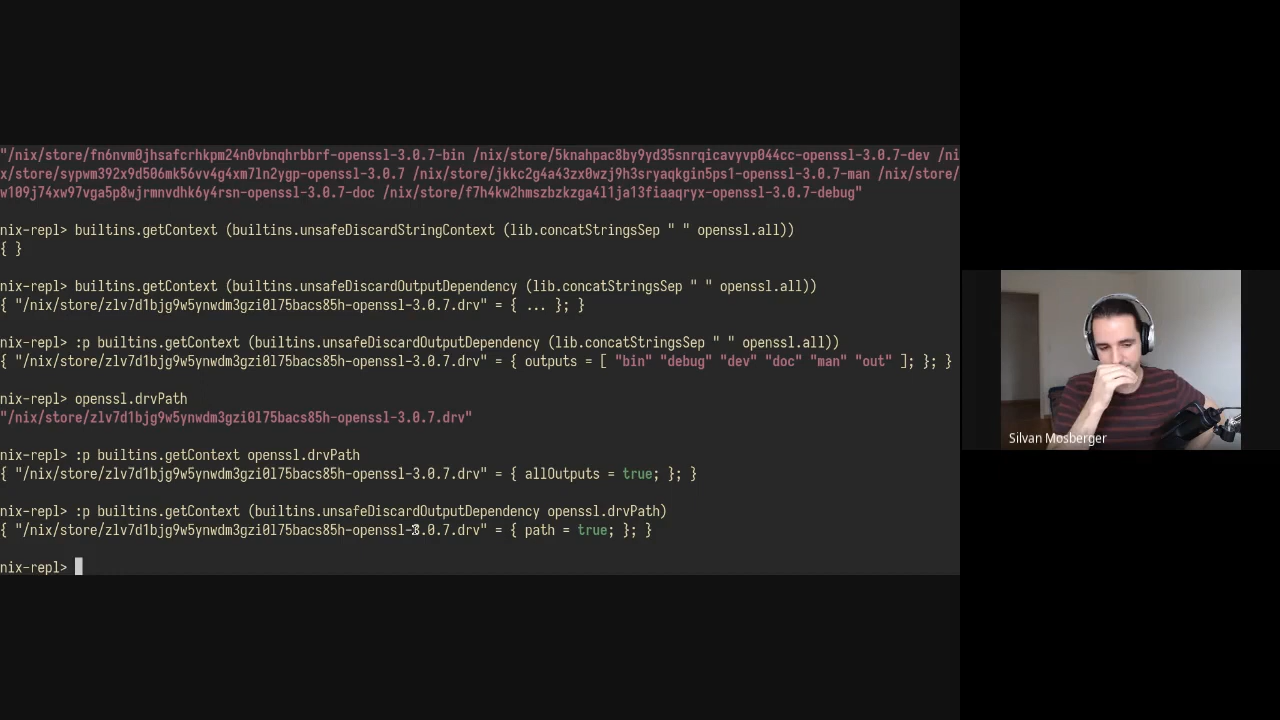 "/nix/store/fn6nvm0jhsafcrhkpm24n0vbnqhrbbrf-openssl-3.0.7-bin /nix/store/5knahpac8by9yd35snrqicavyvp044cc-openssl-3.0.7-dev /ni
x/store/sypwm392x9d506mk56vv4g4xm7ln2ygp-openssl-3.0.7 /nix/store/jkkc2g4a43zx0wzj9h3sryaqkgin5ps1-openssl-3.0.7-man /nix/store/
w109j74xw97vga5p8wjrmnvdhk6y4rsn-openssl-3.0.7-doc /nix/store/f7h4kw2hmszbzkzga4l1ja13fiaaqryx-openssl-3.0.7-debug"
nix-repl> builtins.getContext (builtins.unsafeDiscardStringContext (lib.concatStringsSep " " openssl.all))
{ }
nix-repl> builtins.getContext (builtins.unsafeDiscardOutputDependency (lib.concatStringsSep " " openssl.all))
{ "/nix/store/zlv7d1bjg9w5ynwdm3gzi0l75bacs85h-openssl-3.0.7.drv" = { ... }; }
nix-repl> :p builtins.getContext (builtins.unsafeDiscardOutputDependency (lib.concatStringsSep " " openssl.all))
{ "/nix/store/zlv7d1bjg9w5ynwdm3gzi0l75bacs85h-openssl-3.0.7.drv" = { outputs = [ "bin" "debug" "dev" "doc" "man" "out" ]; }; }
nix-repl> openssl.drvPath
"/nix/store/zlv7d1bjg9w5ynwdm3gzi0l75bacs85h-openssl-3.0.7.drv"
nix-repl> :p builtins.getContext openssl.drvPath
{ "/nix/store/zlv7d1bjg9w5ynwdm3gzi0l75bacs85h-openssl-3.0.7.drv" = { allOutputs = true; }; }
nix-repl> :p builtins.getContext (builtins.unsafeDiscardOutputDependency openssl.drvPath)
{ "/nix/store/zlv7d1bjg9w5ynwdm3gzi0l75bacs85h-openssl-3.0.7.drv" = { path = true; }; }
nix-repl>
Silvan Mosberger